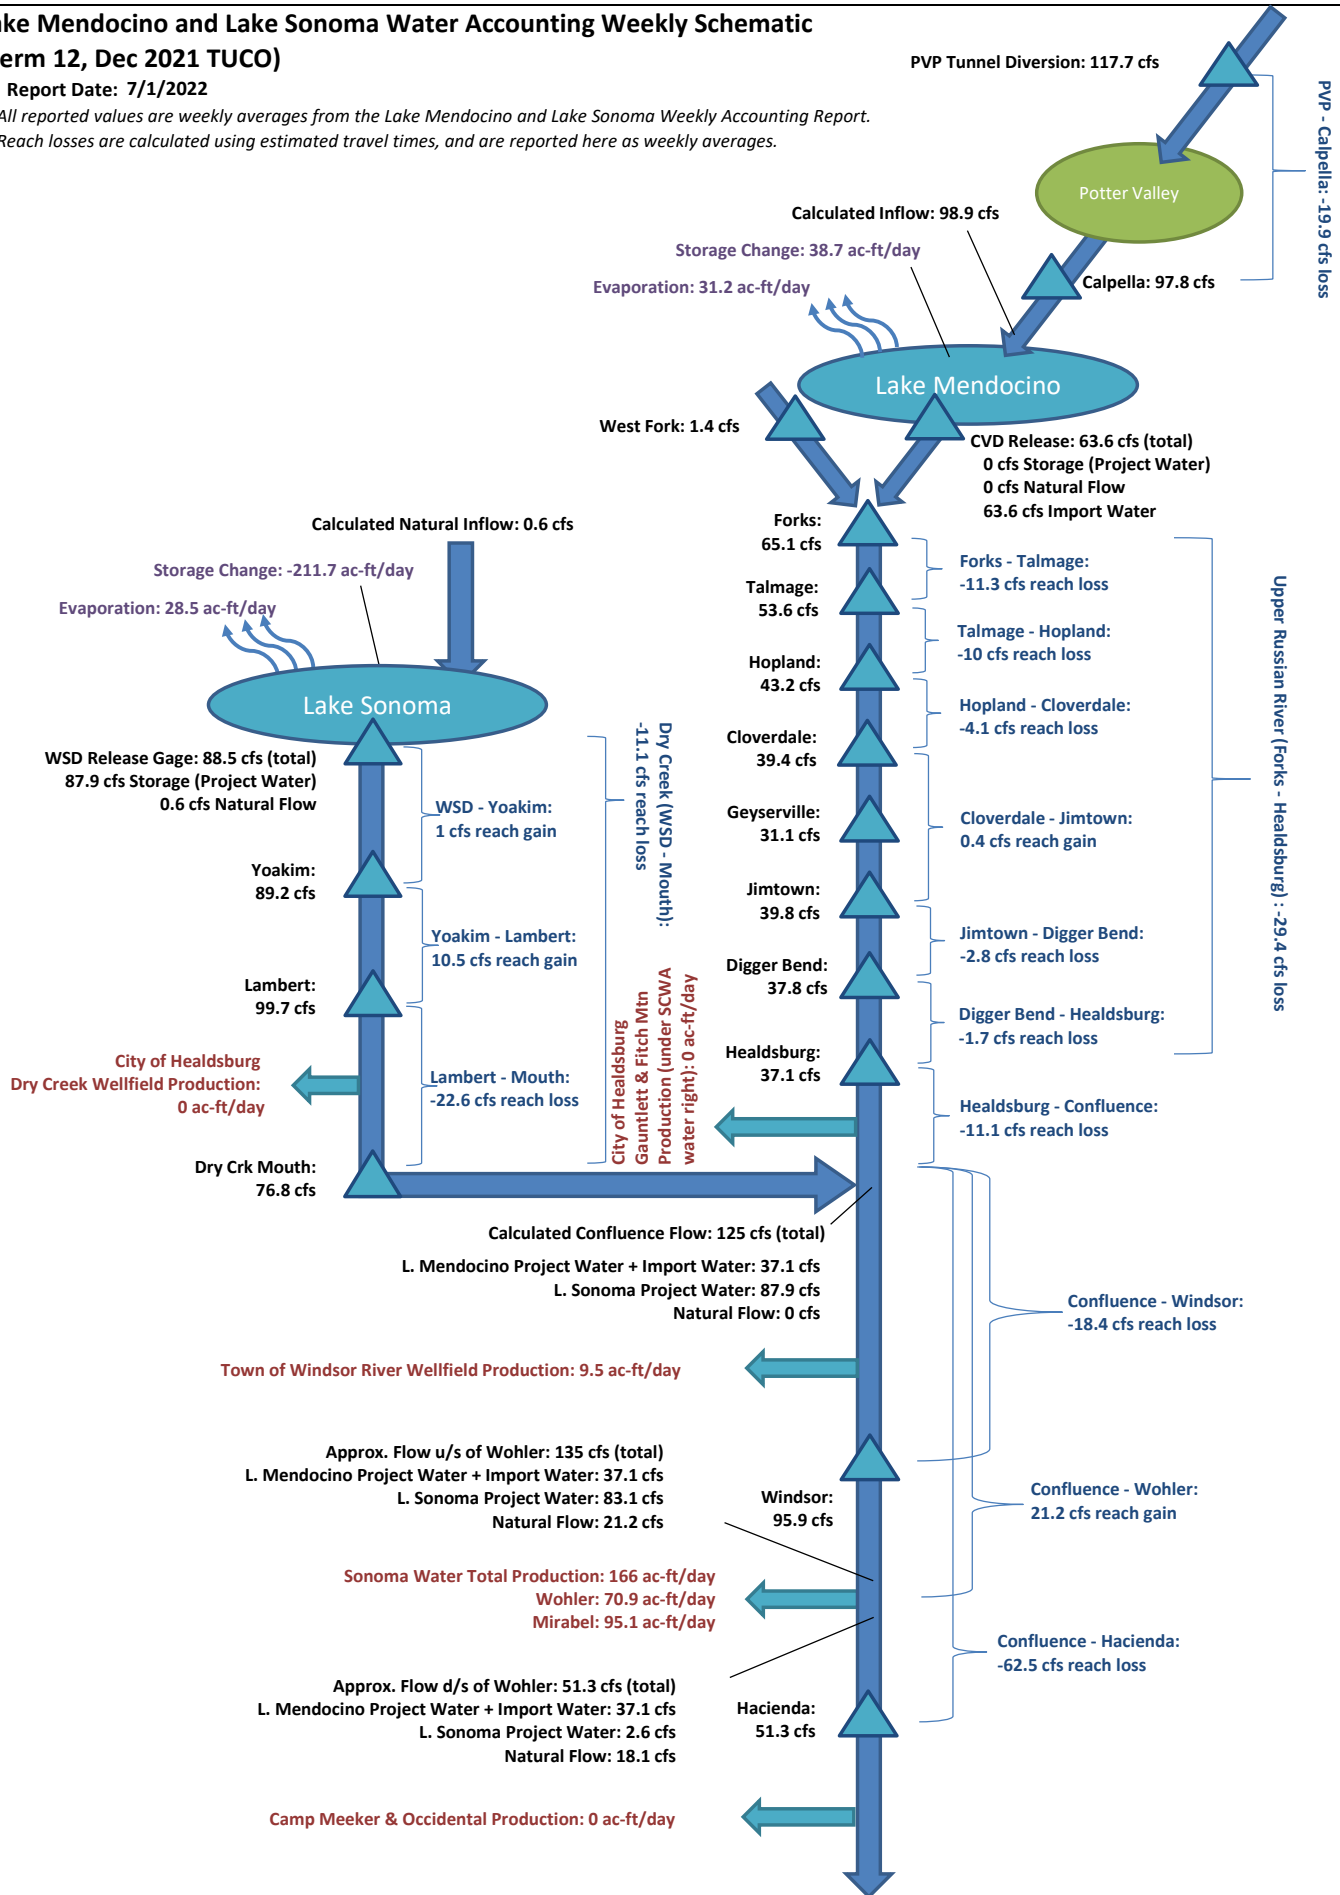 ake Mendocino and Lake Sonoma Water Accounting Weekly Schematic
erm 12, Dec 2021 TUCO)
Report Date: 7/1/2022
All reported values are weekly averages from the Lake Mendocino and Lake Sonoma Weekly Accounting Report.
Reach losses are calculated using estimated travel times, and are reported here as weekly averages.
PVP Tunnel Diversion: 117.7 cfs
PVP - Calpella: -19.9 cfs loss
Potter Valley
Calculated Inflow: 98.9 cfs
Storage Change: 38.7 ac-ft/day
Evaporation: 31.2 ac-ft/day
Calpella: 97.8 cfs
Lake Mendocino
West Fork: 1.4 cfs
CVD Release: 63.6 cfs (total)
0 cfs Storage (Project Water)
0 cfs Natural Flow
63.6 cfs Import Water
Forks:
65.1 cfs
Forks - Talmage:
-11.3 cfs reach loss
Talmage:
53.6 cfs
Talmage - Hopland:
-10 cfs reach loss
Hopland:
43.2 cfs
Hopland - Cloverdale:
-4.1 cfs reach loss
Cloverdale:
39.4 cfs
Geyserville:
31.1 cfs
Cloverdale - Jimtown:
0.4 cfs reach gain
Jimtown:
39.8 cfs
Jimtown - Digger Bend:
-2.8 cfs reach loss
Digger Bend:
37.8 cfs
Digger Bend - Healdsburg:
-1.7 cfs reach loss
Healdsburg:
37.1 cfs
Healdsburg - Confluence:
-11.1 cfs reach loss
Upper Russian River (Forks - Healdsburg) : -29.4 cfs loss
Calculated Natural Inflow: 0.6 cfs
Storage Change: -211.7 ac-ft/day
Evaporation: 28.5 ac-ft/day
Lake Sonoma
WSD Release Gage: 88.5 cfs (total)
87.9 cfs Storage (Project Water)
0.6 cfs Natural Flow
WSD - Yoakim:
1 cfs reach gain
Yoakim:
89.2 cfs
Yoakim - Lambert:
10.5 cfs reach gain
Lambert:
99.7 cfs
Lambert - Mouth:
-22.6 cfs reach loss
Dry Creek (WSD - Mouth):
-11.1 cfs reach loss
City of Healdsburg
Dry Creek Wellfield Production:
0 ac-ft/day
City of Healdsburg
Gauntlett & Fitch Mtn
Production (under SCWA
water right): 0 ac-ft/day
Dry Crk Mouth:
76.8 cfs
Calculated Confluence Flow: 125 cfs (total)
L. Mendocino Project Water + Import Water: 37.1 cfs
L. Sonoma Project Water: 87.9 cfs
Natural Flow: 0 cfs
Confluence - Windsor:
-18.4 cfs reach loss
Town of Windsor River Wellfield Production: 9.5 ac-ft/day
Approx. Flow u/s of Wohler: 135 cfs (total)
L. Mendocino Project Water + Import Water: 37.1 cfs
L. Sonoma Project Water: 83.1 cfs
Natural Flow: 21.2 cfs
Windsor:
95.9 cfs
Confluence - Wohler:
21.2 cfs reach gain
Sonoma Water Total Production: 166 ac-ft/day
Wohler: 70.9 ac-ft/day
Mirabel: 95.1 ac-ft/day
Confluence - Hacienda:
-62.5 cfs reach loss
Approx. Flow d/s of Wohler: 51.3 cfs (total)
L. Mendocino Project Water + Import Water: 37.1 cfs
L. Sonoma Project Water: 2.6 cfs
Natural Flow: 18.1 cfs
Hacienda:
51.3 cfs
Camp Meeker & Occidental Production: 0 ac-ft/day